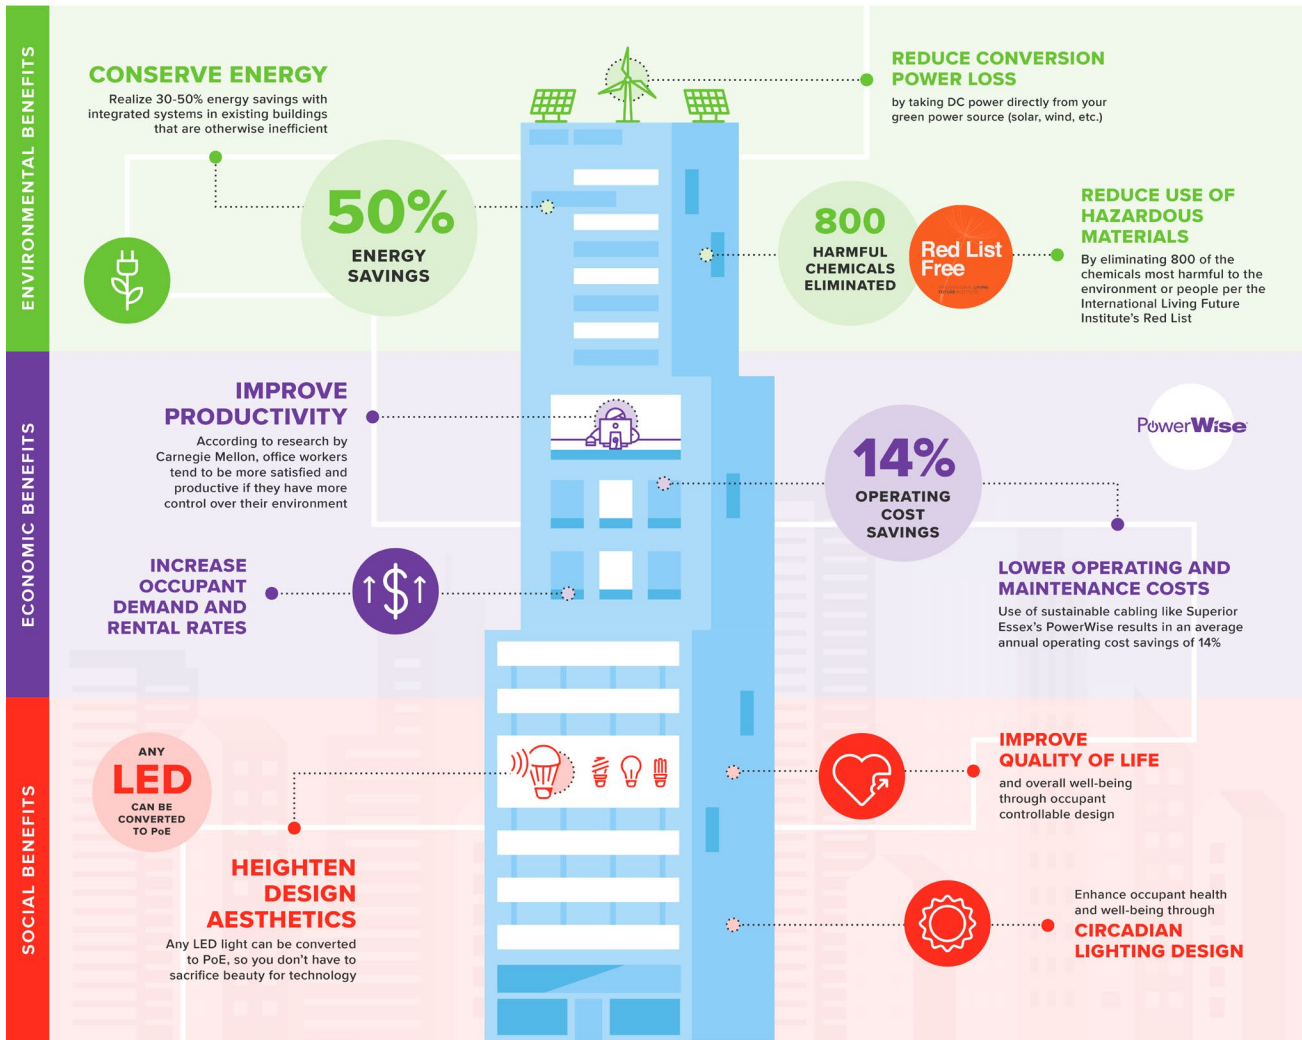 ENVIRONMENTAL BENEFITS
CONSERVE ENERGY
Realize 30-50% energy savings with
integrated systems in existing buildings
that are otherwise inefficient
50%
ENERGY
SAVINGS
REDUCE CONVERSION
POWER LOSS
by taking DC power directly from your
green power source (solar, wind, etc.)
800
HARMFUL
CHEMICALS
ELIMINATED
Red List
Free
REDUCE USE OF
HAZARDOUS
MATERIALS
By eliminating 800 of the
chemicals most harmful to the
environment or people per the
International Living Future
Institute's Red List
ECONOMIC BENEFITS
IMPROVE
PRODUCTIVITY
According to research by
Carnegie Mellon, office workers
tend to be more satisfied and
productive if they have more
control over their environment
14%
OPERATING
COST
SAVINGS
PowerWise
INCREASE
OCCUPANT
DEMAND AND
RENTAL RATES
$
LOWER OPERATING AND
MAINTENANCE COSTS
Use of sustainable cabling like Superior
Essex's PowerWise results in an average
annual operating cost savings of 14%
SOCIAL BENEFITS
ANY
LED
CAN BE
CONVERTED
TO PoE
HEIGHTEN
DESIGN
AESTHETICS
Any LED light can be converted
to PoE, so you don't have to
sacrifice beauty for technology
IMPROVE
QUALITY OF LIFE
and overall well-being
through occupant
controllable design
Enhance occupant health
and well-being through
CIRCADIAN
LIGHTING DESIGN